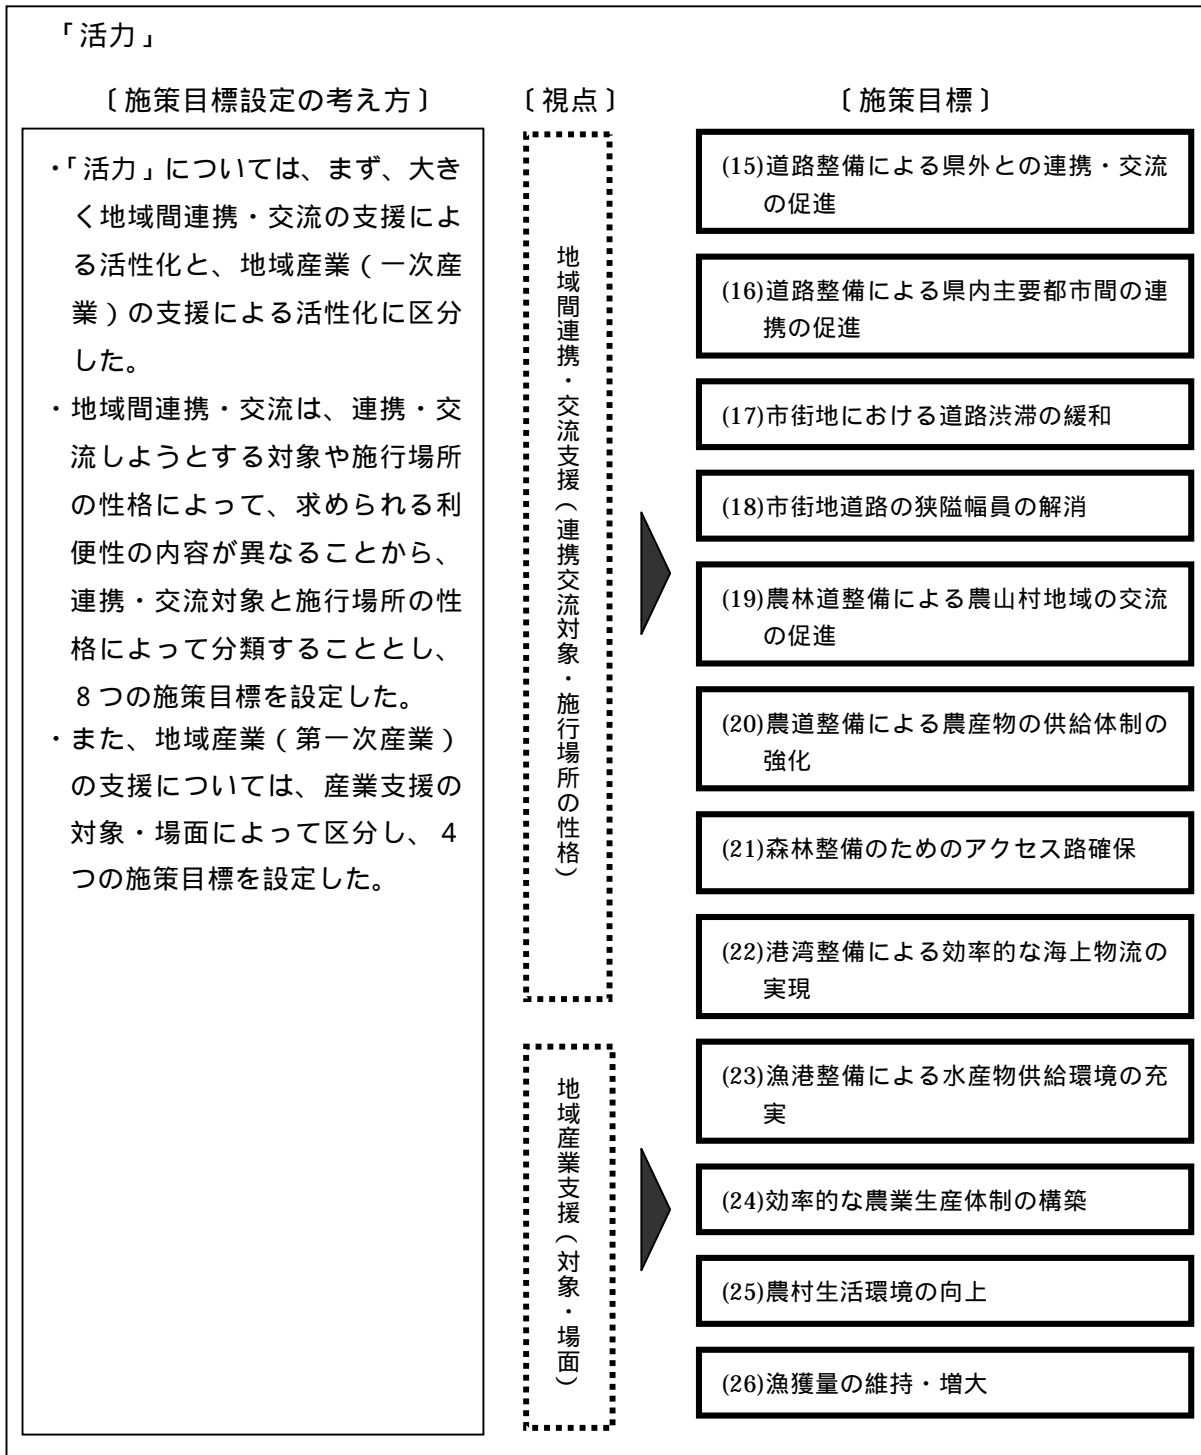 「活力」
〔施策目標設定の考え方〕
〔視点〕
〔施策目標〕
・「活力」については、まず、大き
く地域間連携・交流の支援によ
る活性化と、地域産業(一次産
業)の支援による活性化に区分
した。
・地域間連携・交流は、連携・交
流しようとする対象や施行場所
の性格によって、求められる利
便性の内容が異なることから、
連携・交流対象と施行場所の性
格によって分類することとし、
8つの施策目標を設定した。
・また、地域産業(第一次産業)
の支援については、産業支援の
対象・場面によって区分し、4
つの施策目標を設定した。
地域間連携・交流支援(連携交流対象・施行場所の性格)
地域産業支援(対象・場面)
(15)道路整備による県外との連携・交流
の促進
(16)道路整備による県内主要都市間の連
携の促進
(17)市街地における道路渋滞の緩和
(18)市街地道路の狭隘幅員の解消
(19)農林道整備による農山村地域の交流
の促進
(20)農道整備による農産物の供給体制の
強化
(21)森林整備のためのアクセス路確保
(22)港湾整備による効率的な海上物流の
実現
(23)漁港整備による水産物供給環境の充
実
(24)効率的な農業生産体制の構築
(25)農村生活環境の向上
(26)漁獲量の維持・増大